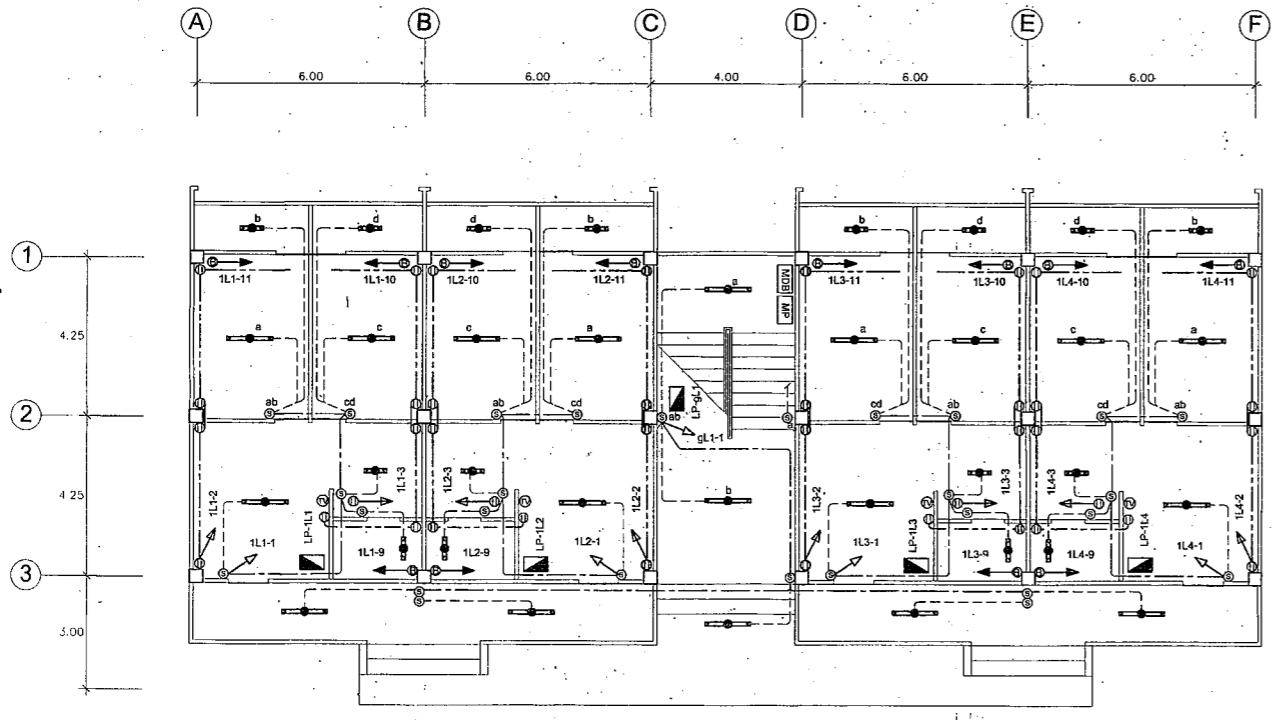 A B C D E F
6.00 6.00 4.00 6.00 6.00
b d d b b d d b
1
1L1-11 1L1-10 1L2-10 1L2-11 a MDB MP 1L3-11 1L3-10 1L4-10 1L4-11
4.25
a c c a a c c a
LP-gL1
2
ab cd ab cd ab a cd ab cd ab
gL1-1
1L1-2 1L1-3 1L2-3 1L2-2 b 1L3-2 1L3-3 1L4-3 1L4-2
4.25
LP-1L1 LP-1L2 LP-1L3 LP-1L4
1L1-1 1L1-9 1L2-9 1L2-1 1L3-1 1L3-9 1L4-9 1L4-1
3